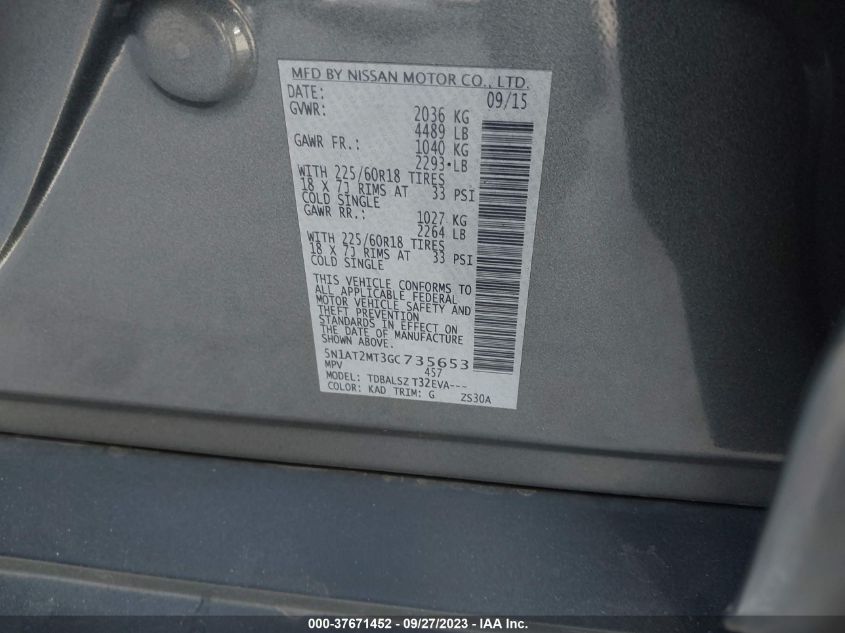 MFD BY NISSAN MOTOR CO., LTD.
DATE: 09/15
GVWR: 2036 KG
4489 LB
GAWR FR.: 1040 KG
2293 LB
WITH 225/60R18 TIRES
18 X 7J RIMS AT 33 PSI
COLD SINGLE
GAWR RR.: 1027 KG
2264 LB
WITH 225/60R18 TIRES
18 X 7J RIMS AT 33 PSI
COLD SINGLE
THIS VEHICLE CONFORMS TO
ALL APPLICABLE FEDERAL
MOTOR VEHICLE SAFETY AND
THEFT PREVENTION
STANDARDS IN EFFECT ON
THE DATE OF MANUFACTURE
SHOWN ABOVE.
5N1AT2MT3GC735653
MPV 457
MODEL: TDBALSZ T32EVA---
COLOR: KAD TRIM: G ZS30A
000-37671452 - 09/27/2023 - IAA, Inc.